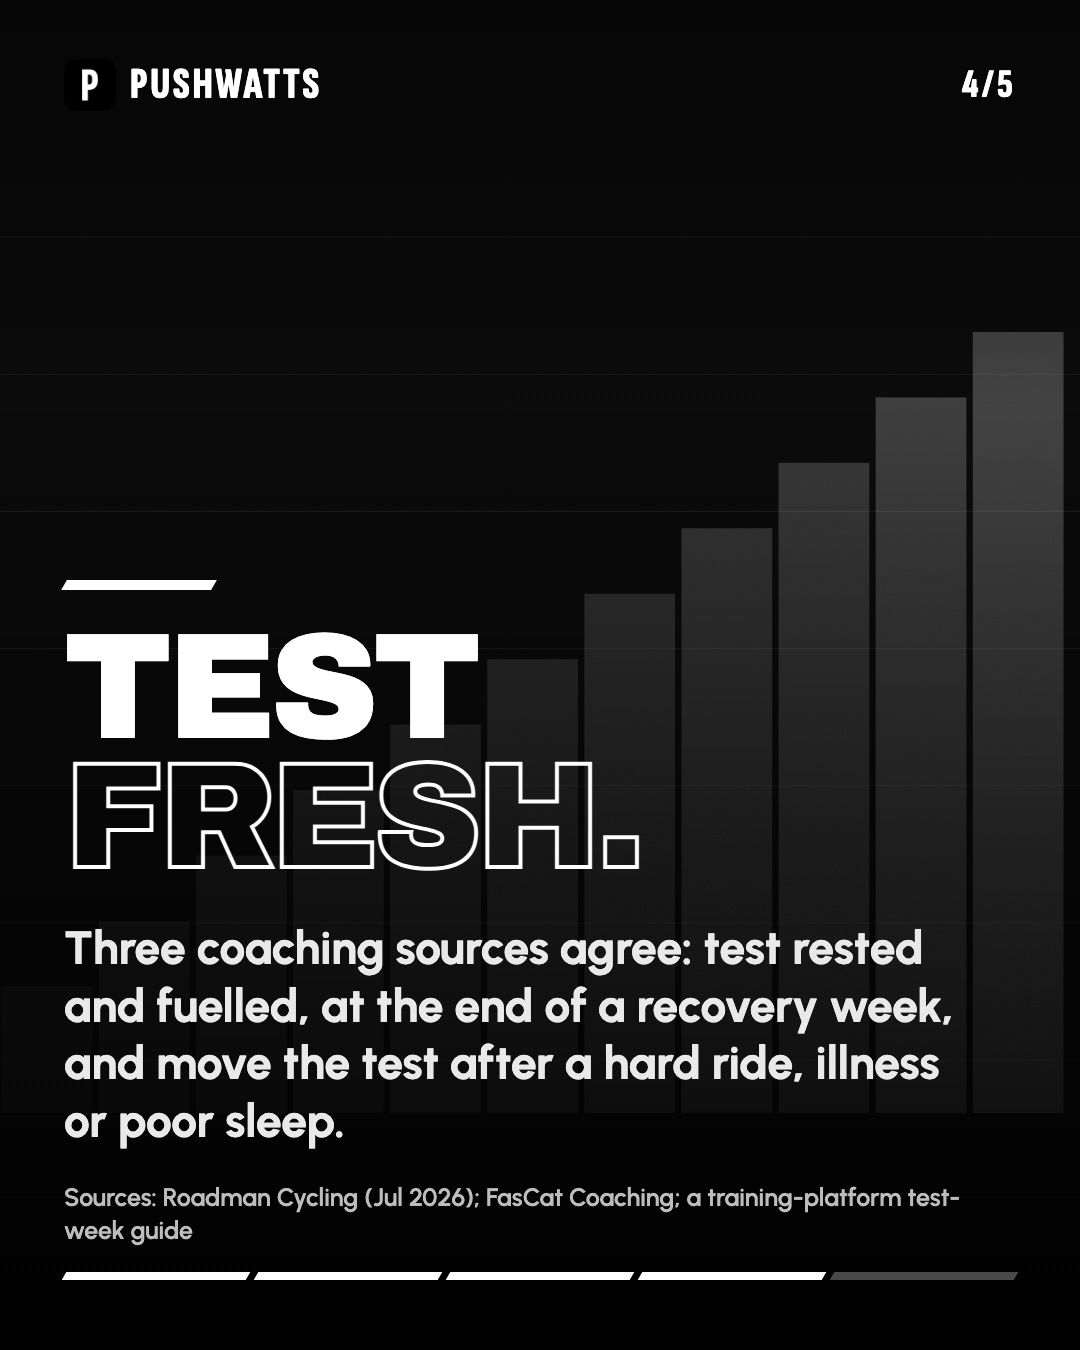 P PUSHWATTS
4/5
TEST
FRESH.
Three coaching sources agree: test rested
and fuelled, at the end of a recovery week,
and move the test after a hard ride, illness
or poor sleep.
Sources: Roadman Cycling (Jul 2026); FasCat Coaching; a training-platform test-
week guide